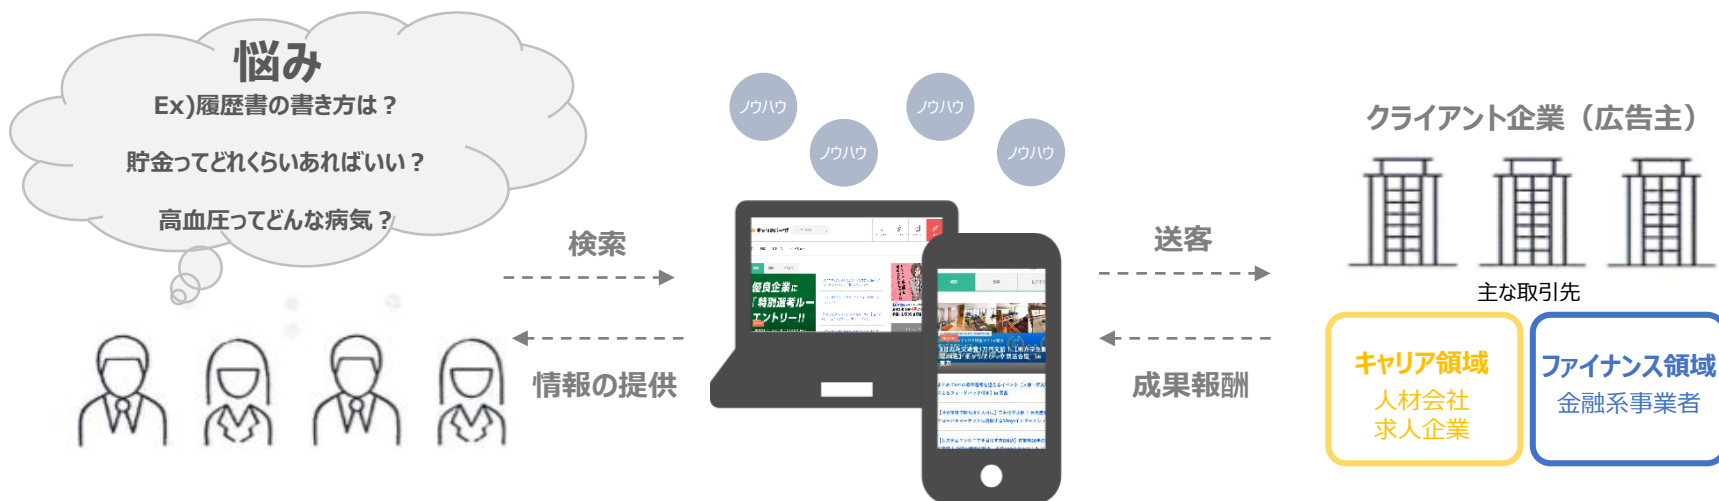 悩み
Ex)履歴書の書き方は？
貯金ってどれくらいあればいい？
高血圧ってどんな病気？
検索
情報の提供
ノウハウ
ノウハウ
ノウハウ
ノウハウ
優良企業に
「特別選考ルー
エントリー!!
送客
成果報酬
クライアント企業（広告主）
主な取引先
キャリア領域
人材会社
求人企業
ファイナンス領域
金融系事業者